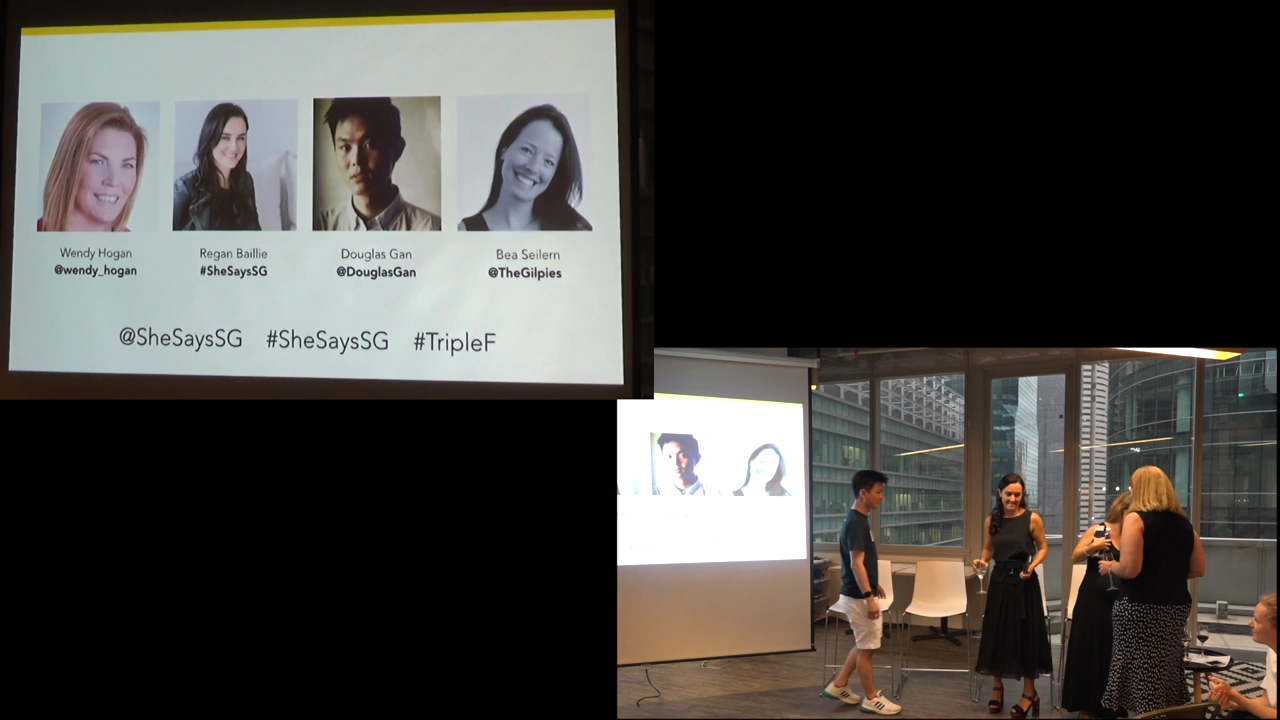 Wendy Hogan
@wendy_hogan
Regan Baillie
#SheSaysSG
Douglas Gan
@DouglasGan
Bea Seilern
@TheGilpies
@SheSaysSG #SheSaysSG #TripleF